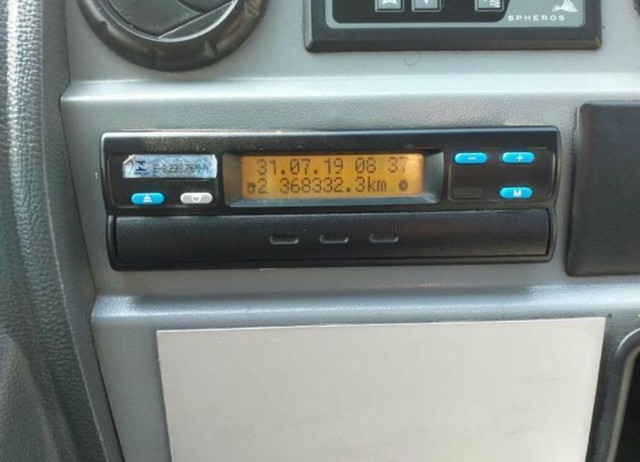 SPHEROS
31.07.19 08 37
2 368332.3km
- +
M